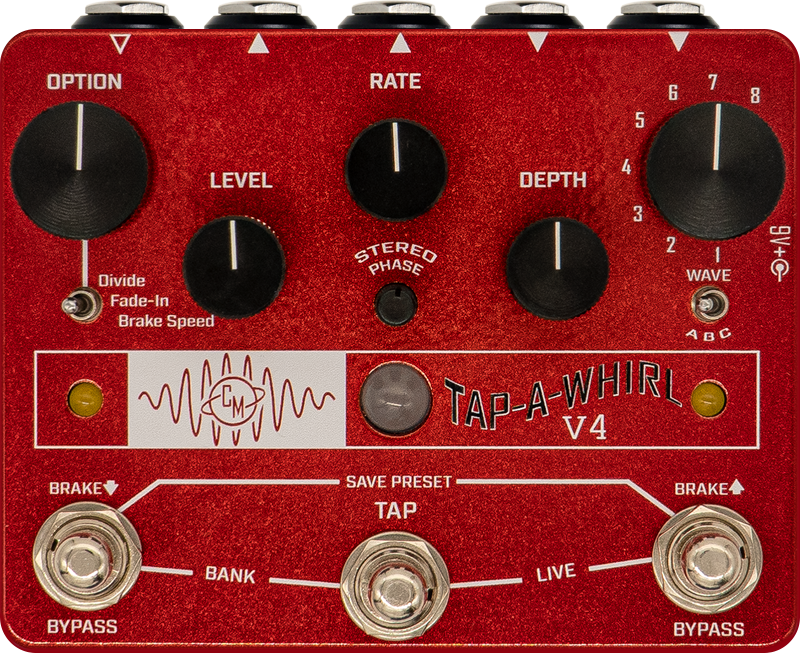 OPTION
RATE
LEVEL
DEPTH
STEREO
PHASE
Divide
Fade-In
Brake Speed
1
2
3
4
5
6
7
8
WAVE
A B C
9V+
CM
TAP-A-WHIRL
V4
BRAKE
SAVE PRESET
BRAKE
TAP
BANK
LIVE
BYPASS
BYPASS